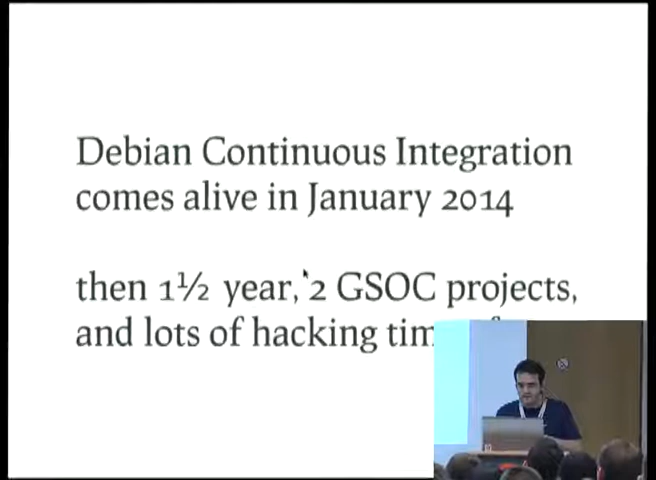 Debian Continuous Integration
comes alive in January 2014
then 1½ year, 2 GSOC projects,
and lots of hacking